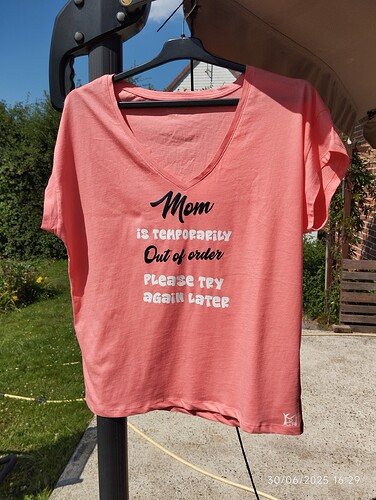 Mom
is temporarily
Out of order
please try
again later
30/06/2025 16:29